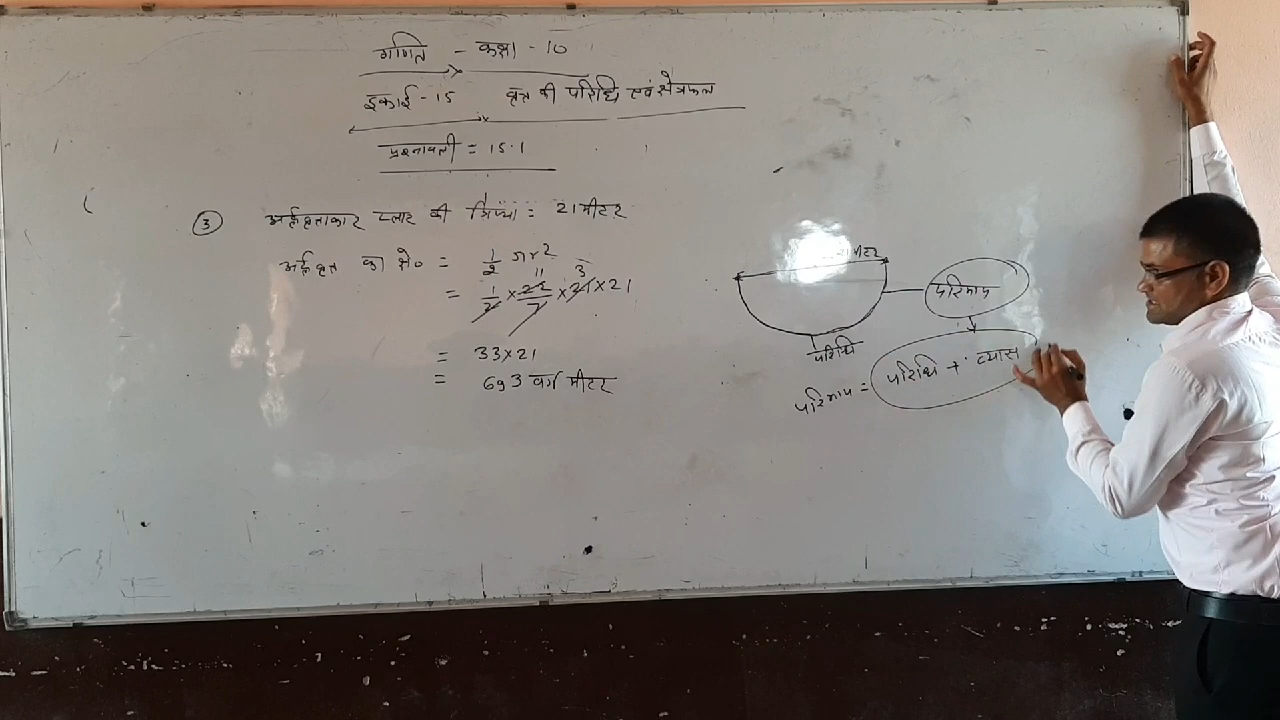 गणित - कक्षा - 10
इकाई - 15 वृत्त की परिधि एवं क्षेत्रफल
प्रश्नावली = 15.1
③ अर्द्धवृत्ताकार प्लाट की त्रिज्या = 21 मीटर
अर्द्धवृत्त का क्षे० = 1/2 πr²
= 1/2 × 22/7 × 21 × 21
11 3
= 33×21
= 693 वर्ग मीटर
मीटर
परिमाप
परिधि
परिमाप = परिधि + व्यास